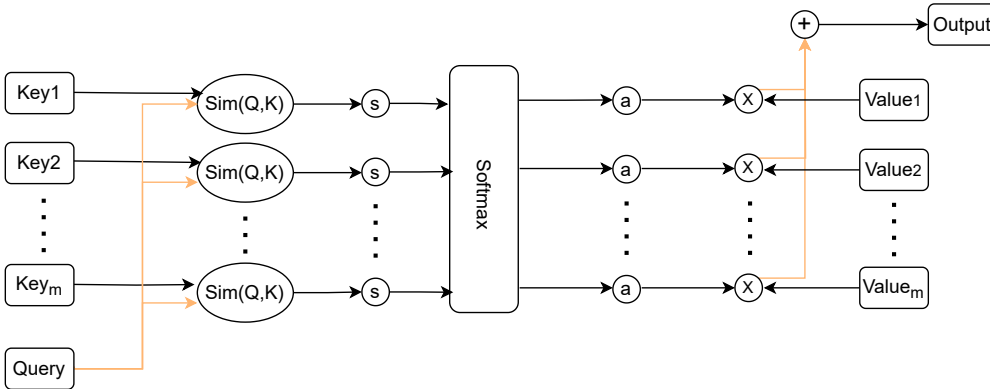 +
Output
Key1
Sim(Q,K)
s
a
X
Value1
Key2
Sim(Q,K)
s
Softmax
a
X
Value2
Keym
Sim(Q,K)
s
a
X
Valuem
Query